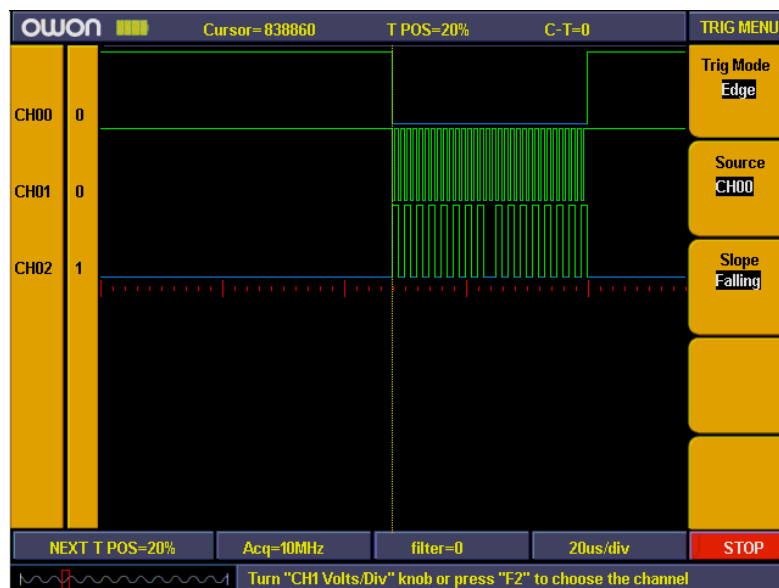 owon Cursor=838860 T POS=20% C-T=0 TRIG MENU
Trig Mode
Edge
CH00 0
Source
CH01 0 CH00
Slope
CH02 1 Falling
NEXT T POS=20% Acq=10MHz filter=0 20us/div STOP
Turn "CH1 Volts/Div" knob or press "F2" to choose the channel